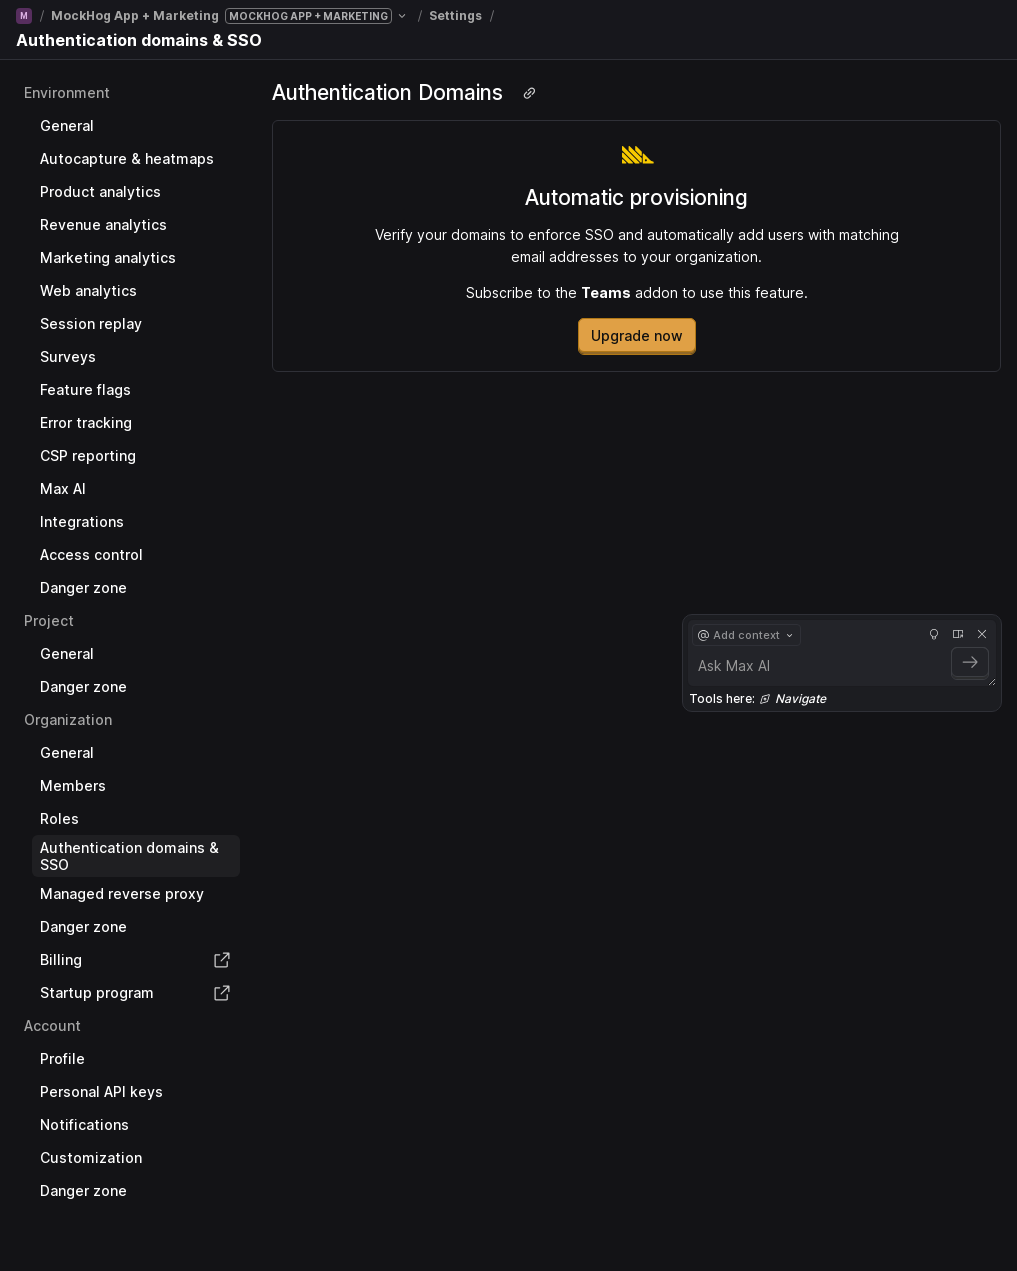 M / MockHog App + Marketing MOCKHOG APP + MARKETING / Settings /
Authentication domains & SSO
Environment
General
Autocapture & heatmaps
Product analytics
Revenue analytics
Marketing analytics
Web analytics
Session replay
Surveys
Feature flags
Error tracking
CSP reporting
Max AI
Integrations
Access control
Danger zone
Project
General
Danger zone
Organization
General
Members
Roles
Authentication domains &
SSO
Managed reverse proxy
Danger zone
Billing
Startup program
Account
Profile
Personal API keys
Notifications
Customization
Danger zone
Authentication Domains
Automatic provisioning
Verify your domains to enforce SSO and automatically add users with matching
email addresses to your organization.
Subscribe to the Teams addon to use this feature.
Upgrade now
@ Add context
Ask Max AI
Tools here: Navigate